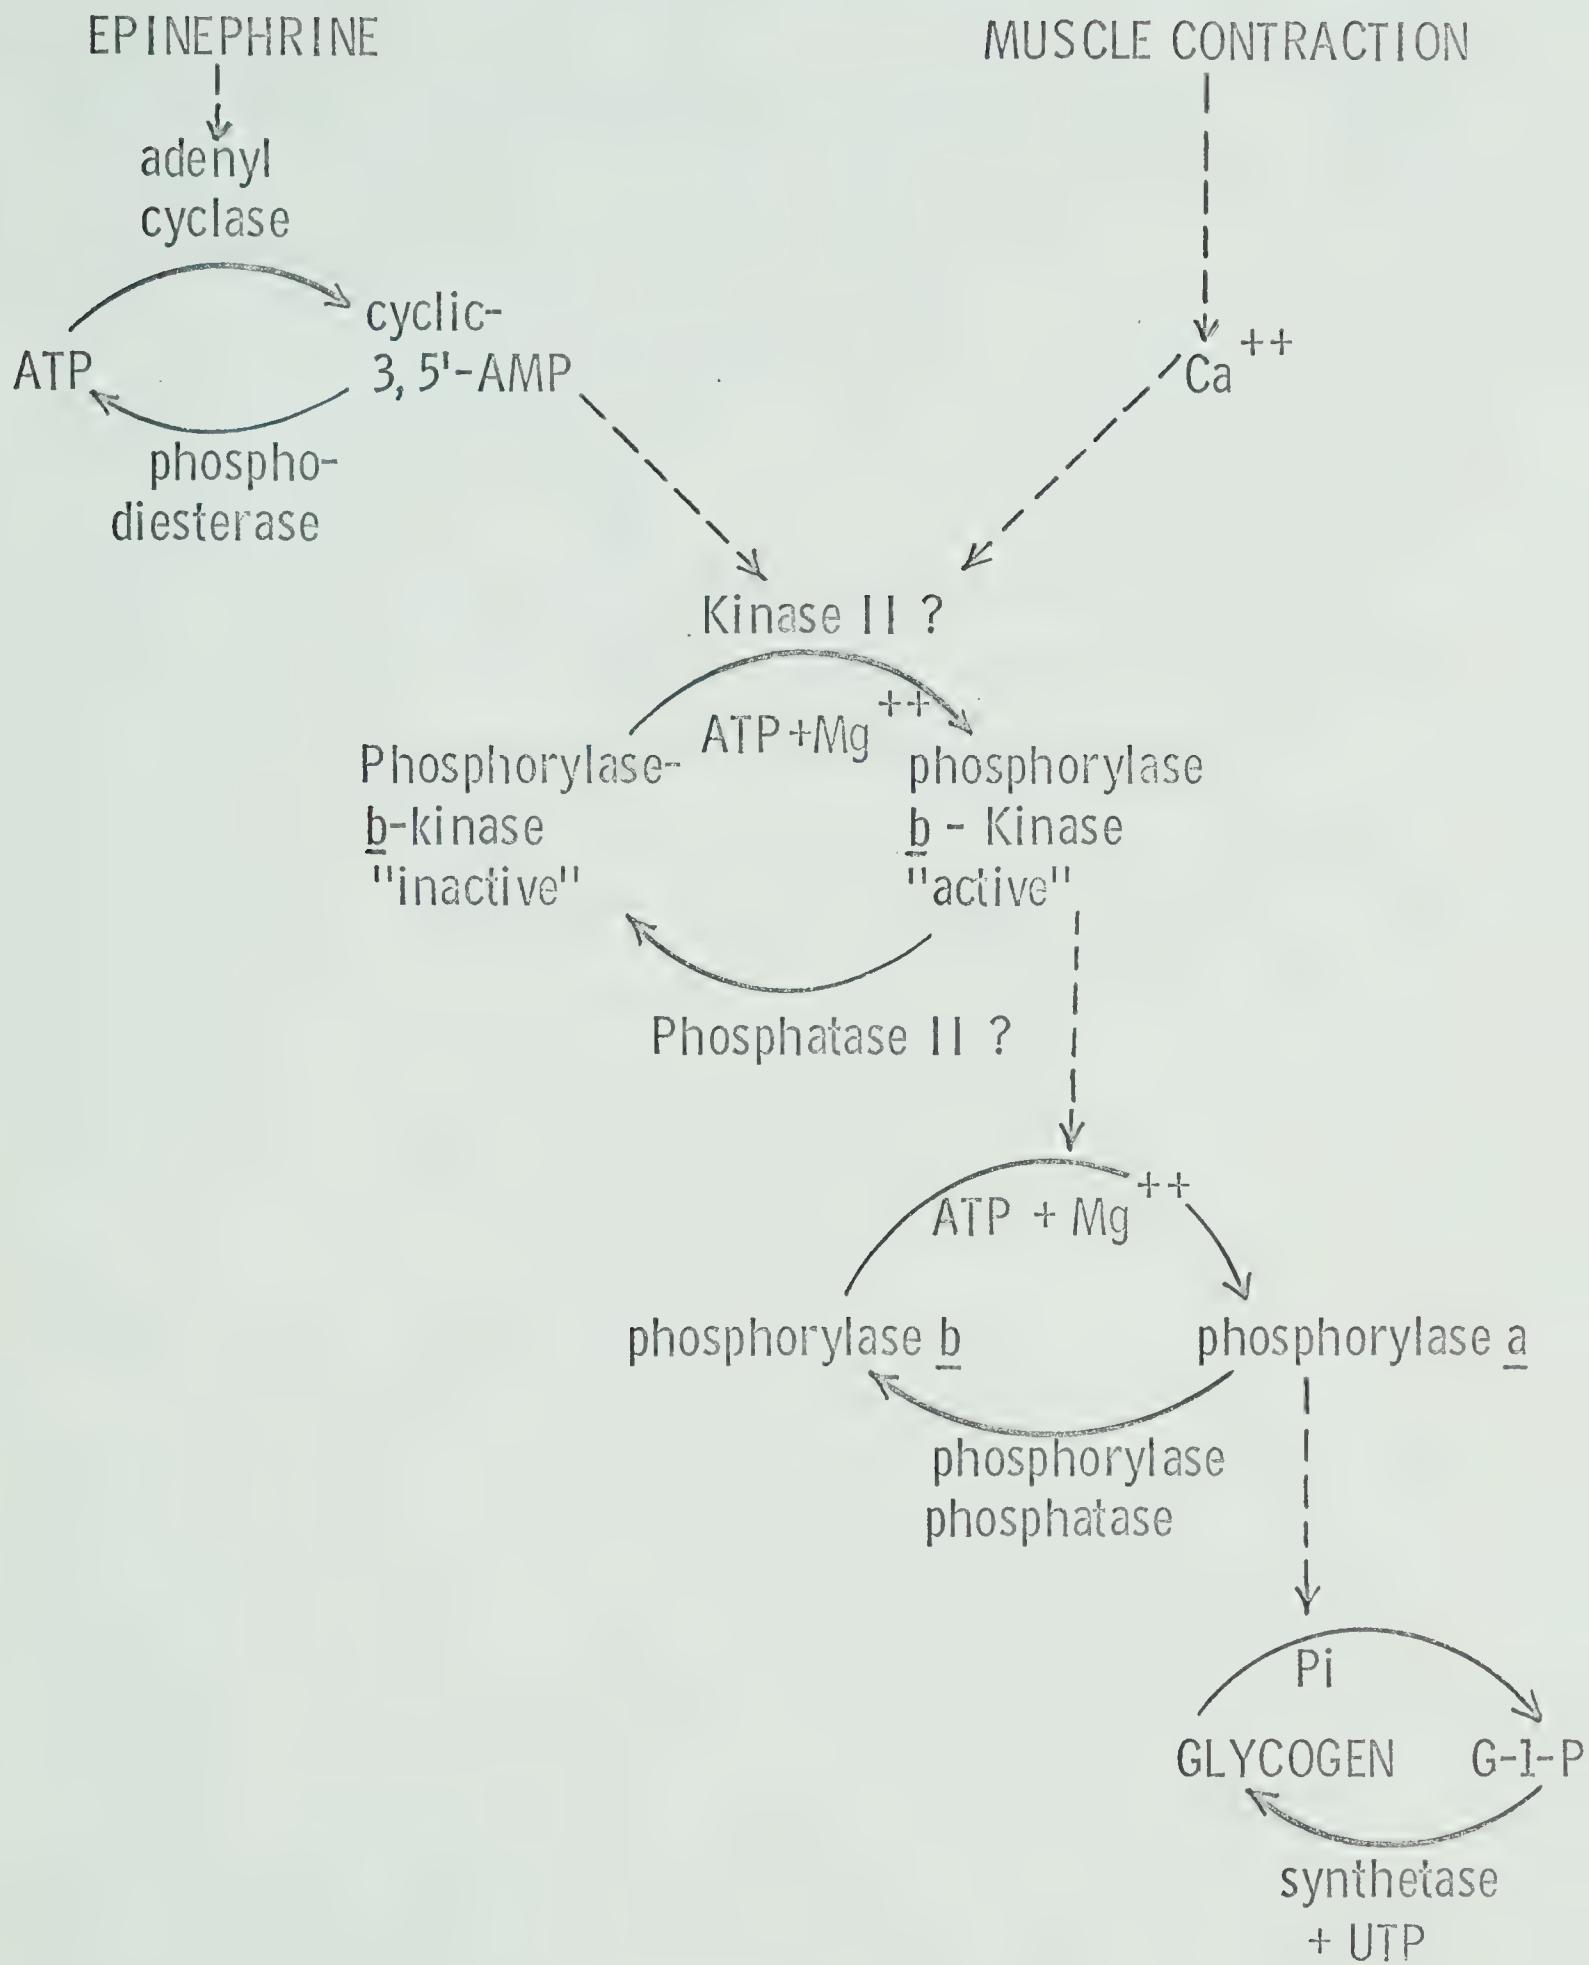 EPINEPHRINE
MUSCLE CONTRACTION
adenyl
cyclase
cyclic-
3, 5'-AMP
ATP
Ca++
phospho-
diesterase
Kinase II ?
ATP+Mg++
Phosphorylase-
b-kinase
"inactive"
phosphorylase
b - Kinase
"active"
Phosphatase II ?
ATP + Mg++
phosphorylase b
phosphorylase a
phosphorylase
phosphatase
Pi
GLYCOGEN
G-1-P
synthetase
+ UTP